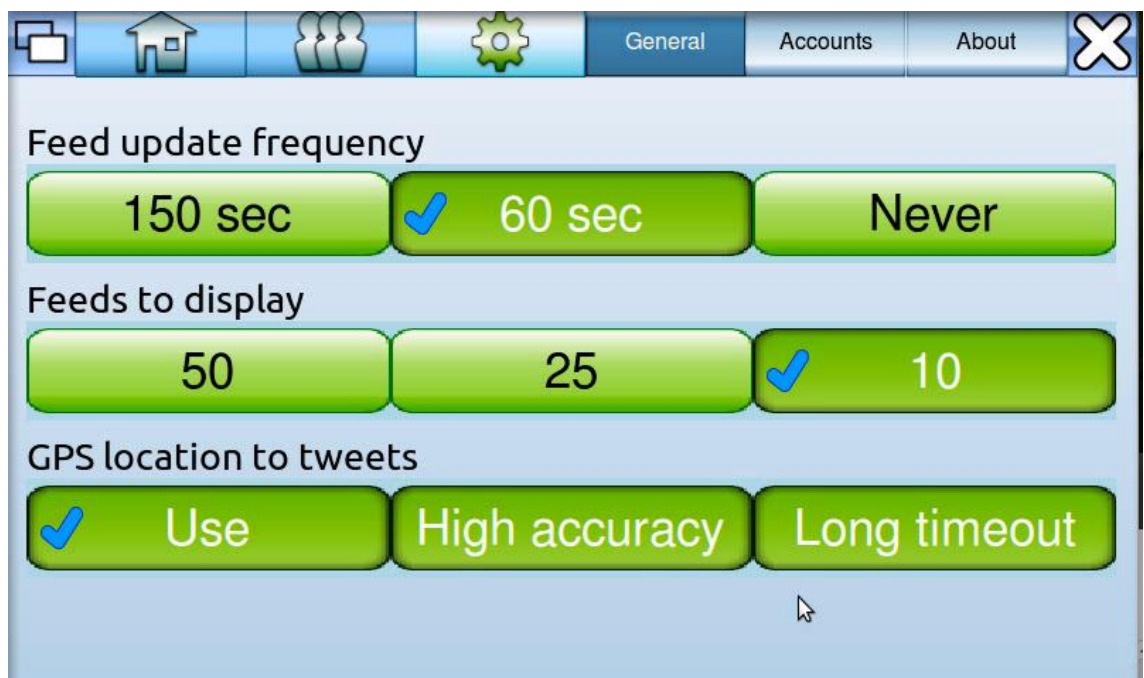 General Accounts About
Feed update frequency
150 sec 60 sec Never
Feeds to display
50 25 10
GPS location to tweets
Use High accuracy Long timeout